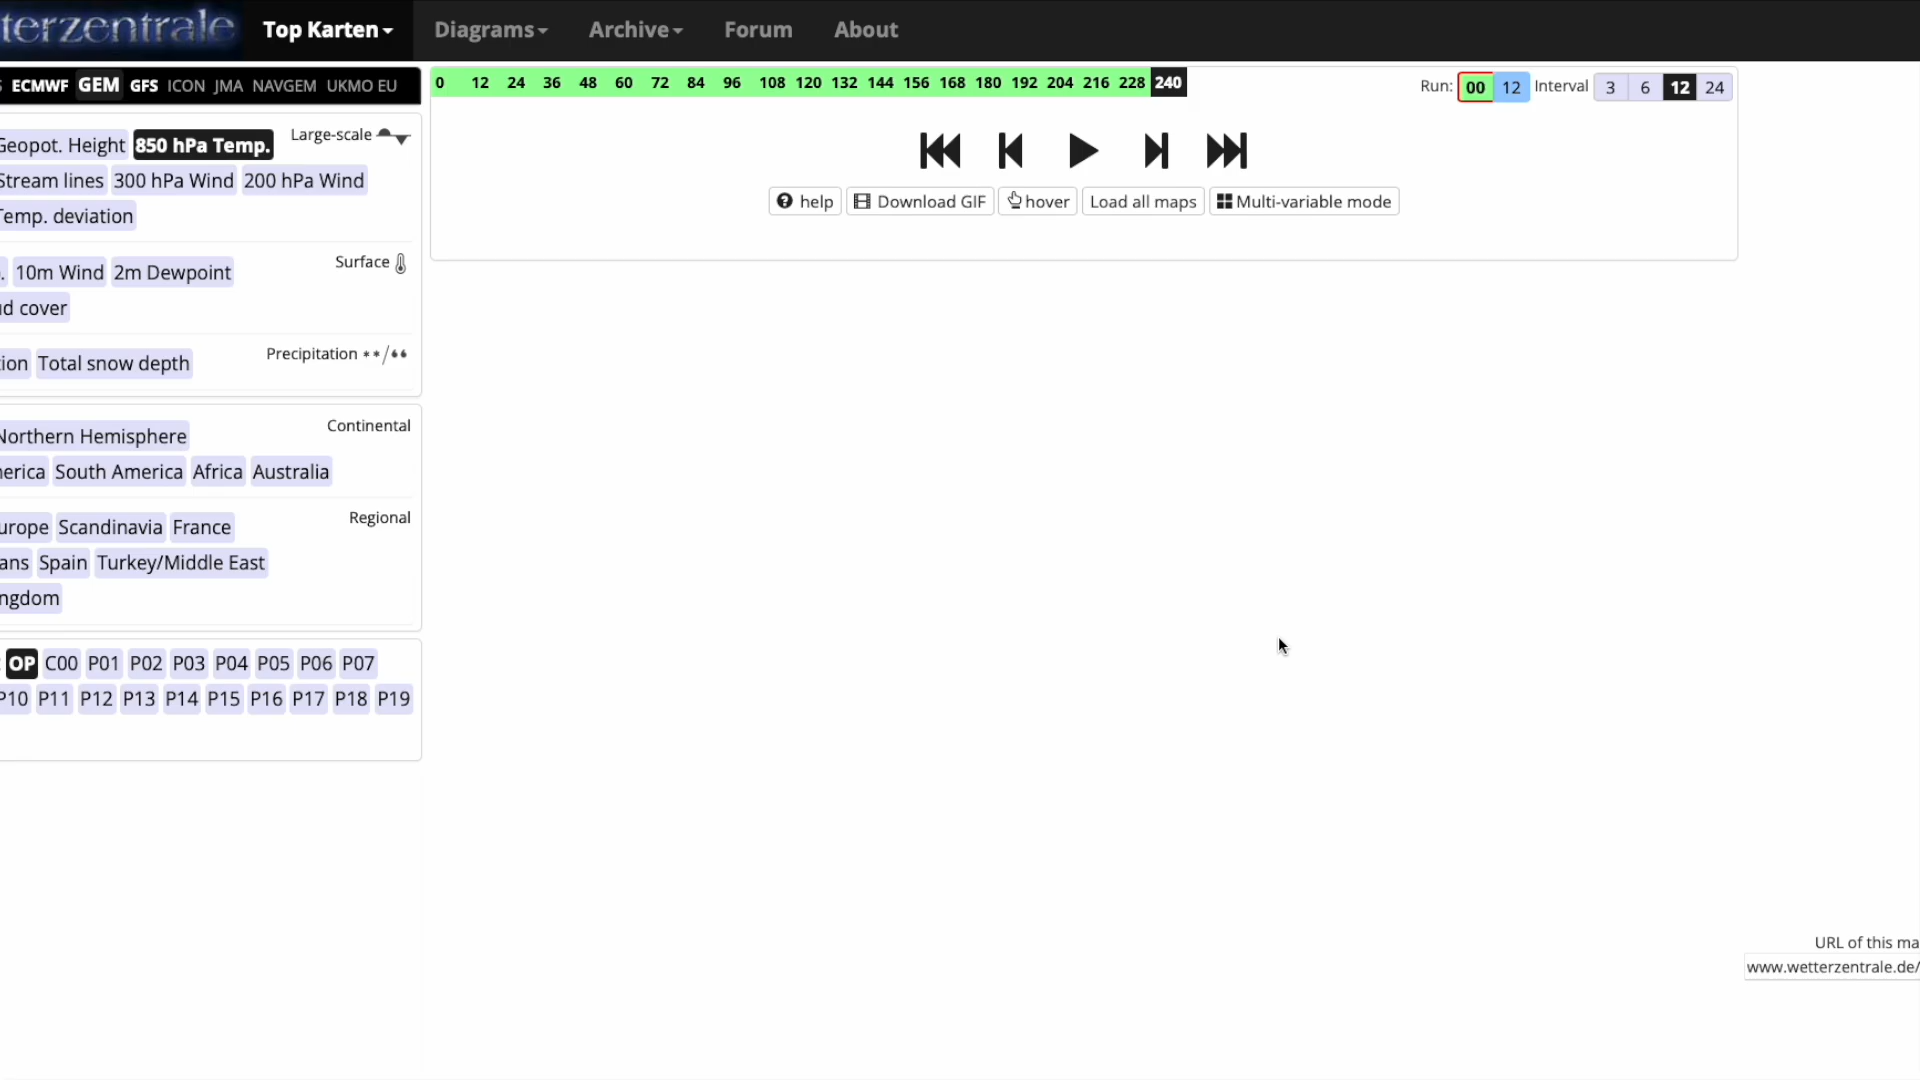 terzentrale Top Karten Diagrams Archive Forum About
ECMWF GEM GFS ICON JMA NAVGEM UKMO EU
0 12 24 36 48 60 72 84 96 108 120 132 144 156 168 180 192 204 216 228 240
Run: 00 12 Interval 3 6 12 24
Geopot. Height 850 hPa Temp. Large-scale
Stream lines 300 hPa Wind 200 hPa Wind
Temp. deviation
help Download GIF hover Load all maps Multi-variable mode
Surface
. 10m Wind 2m Dewpoint
ud cover
Precipitation **/
tion Total snow depth
Continental
Northern Hemisphere
merica South America Africa Australia
Regional
urope Scandinavia France
ans Spain Turkey/Middle East
ngdom
OP C00 P01 P02 P03 P04 P05 P06 P07
P10 P11 P12 P13 P14 P15 P16 P17 P18 P19
URL of this ma
www.wetterzentrale.de/